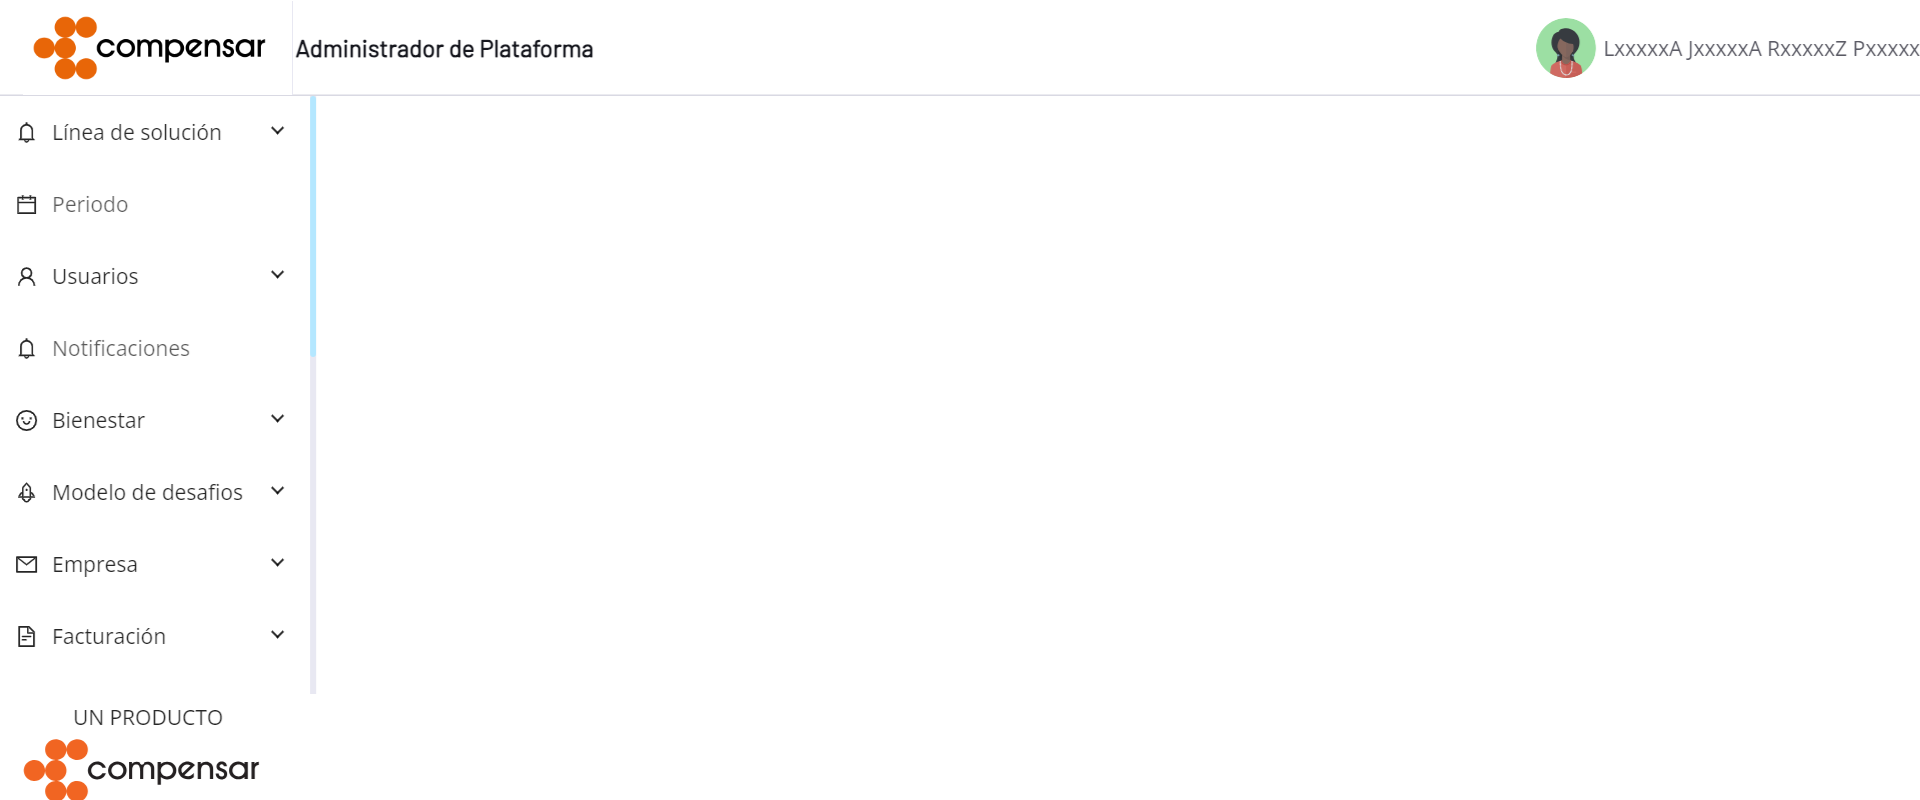 compensar
Administrador de Plataforma
LxxxxxA JxxxxxA RxxxxxZ Pxxxxx
Línea de solución
Periodo
Usuarios
Notificaciones
Bienestar
Modelo de desafios
Empresa
Facturación
UN PRODUCTO
compensar